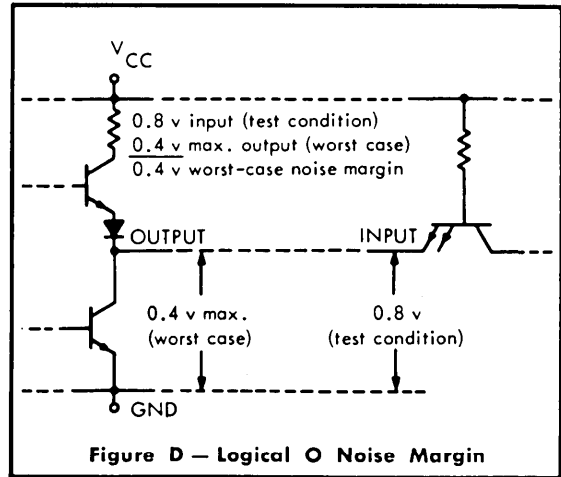 V
CC
0.8 v input (test condition)
0.4 v max. output (worst case)
0.4 v worst-case noise margin
OUTPUT
INPUT
0.4 v max.
(worst case)
0.8 v
(test condition)
GND
Figure D — Logical O Noise Margin